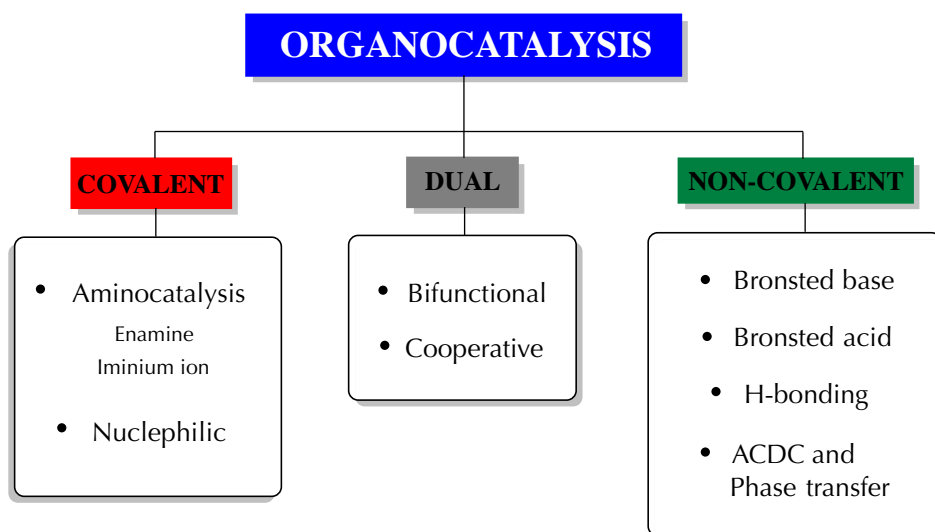 ORGANOCATALYSIS
COVALENT
• Aminocatalysis
Enamine
Iminium ion
• Nuclephilic
DUAL
• Bifunctional
• Cooperative
NON-COVALENT
• Bronsted base
• Bronsted acid
• H-bonding
• ACDC and
Phase transfer